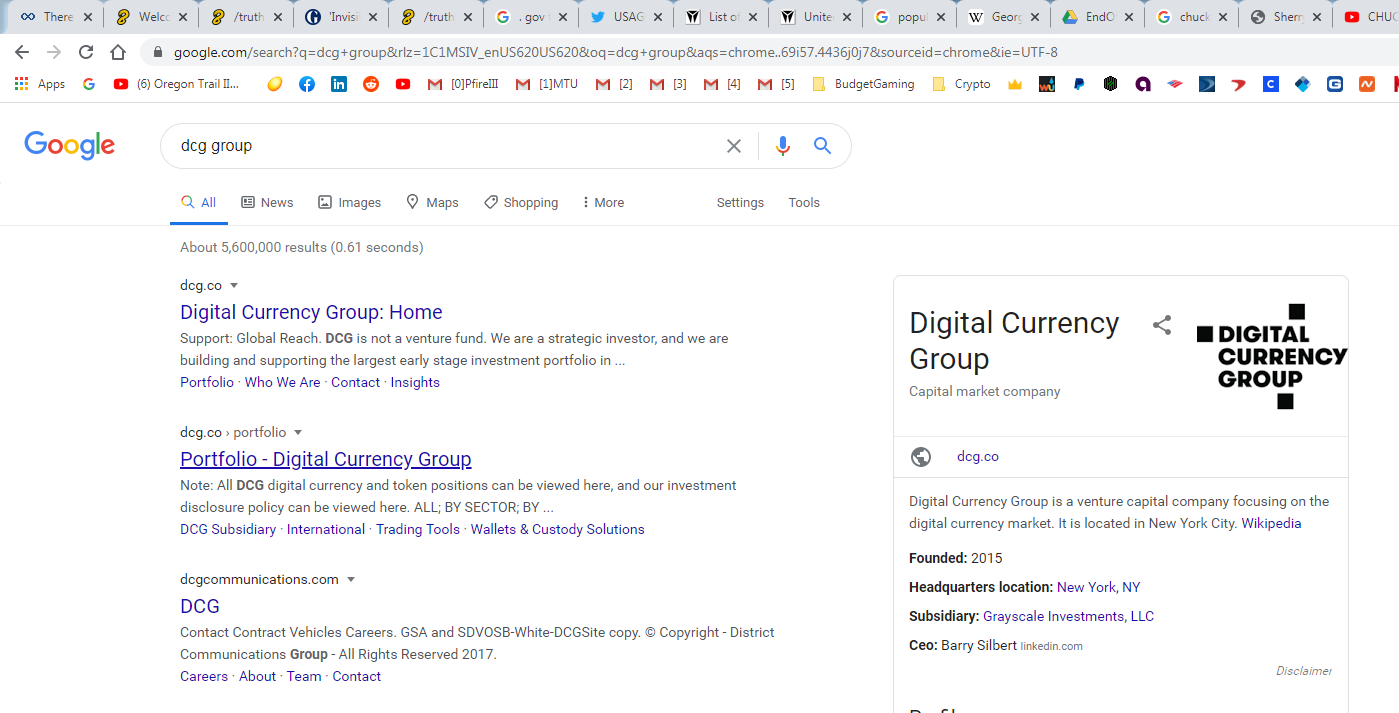 There
Welc
/truth
'Invisi
/truth
. gov
USAG
List of
Unite
popul
Georg
EndO
chuck
Sherr
CHUC
google.com/search?q=dcg+group&rlz=1C1MSIV_enUS620US620&oq=dcg+group&aqs=chrome..69i57.4436j0j7&sourceid=chrome&ie=UTF-8
Apps (6) Oregon Trail II... [0]PfireIII [1]MTU [2] [3] [4] [5] BudgetGaming Crypto
Google
dcg group
All News Images Maps Shopping More Settings Tools
About 5,600,000 results (0.61 seconds)
dcg.co
Digital Currency Group: Home
Support: Global Reach. DCG is not a venture fund. We are a strategic investor, and we are
building and supporting the largest early stage investment portfolio in ...
Portfolio · Who We Are · Contact · Insights
dcg.co › portfolio
Portfolio - Digital Currency Group
Note: All DCG digital currency and token positions can be viewed here, and our investment
disclosure policy can be viewed here. ALL; BY SECTOR; BY ...
DCG Subsidiary · International · Trading Tools · Wallets & Custody Solutions
dcgcommunications.com
DCG
Contact Contract Vehicles Careers. GSA and SDVOSB-White-DCGSite copy. © Copyright - District
Communications Group - All Rights Reserved 2017.
Careers · About · Team · Contact
Digital Currency
Group
Capital market company
DIGITAL
CURRENCY
GROUP
dcg.co
Digital Currency Group is a venture capital company focusing on the
digital currency market. It is located in New York City. Wikipedia
Founded: 2015
Headquarters location: New York, NY
Subsidiary: Grayscale Investments, LLC
Ceo: Barry Silbert linkedin.com
Disclaimer